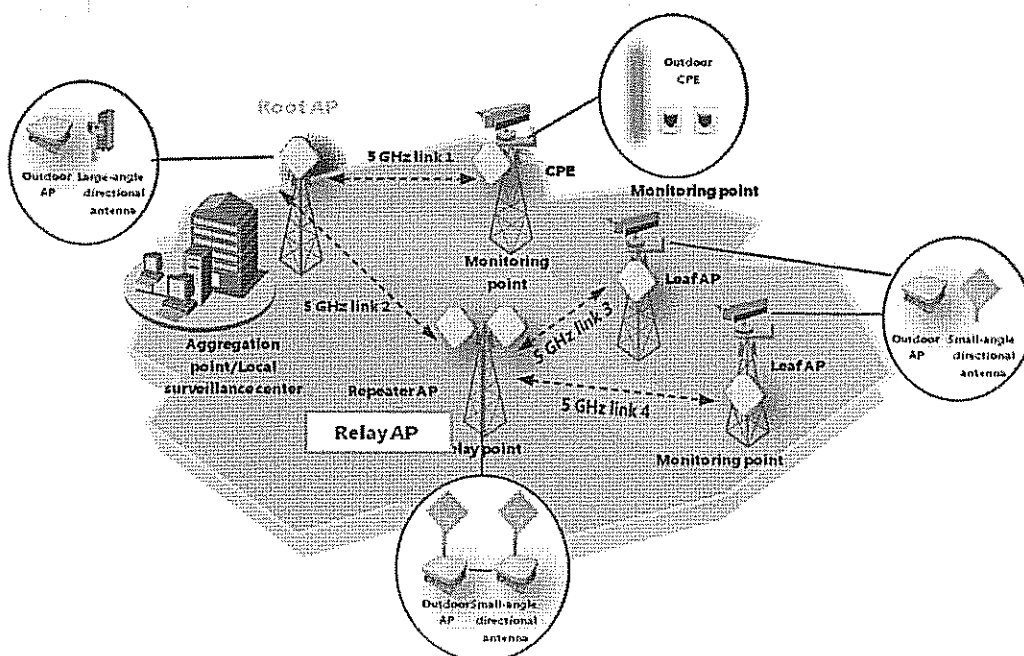 Outdoor
CPE
Root AP
5 GHz link 1
CPE
Outdoor Large-angle
AP directional
antenna
Monitoring point
Monitoring
point
Leaf AP
5 GHz link 2
5 GHz link 3
Outdoor Small-angle
AP directional
antenna
Leaf AP
Aggregation
point/Local
surveillance center
Repeater AP
5 GHz link 4
Relay AP
lay point
Monitoring point
Outdoor Small-angle
AP directional
antenna